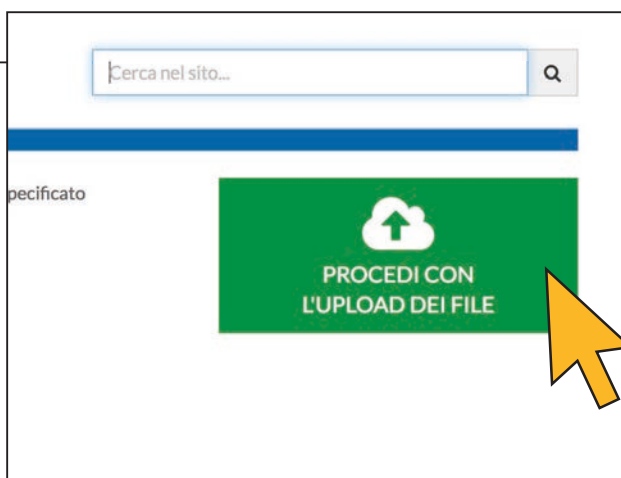 Cerca nel sito...
pecificato
PROCEDI CON
L'UPLOAD DEI FILE